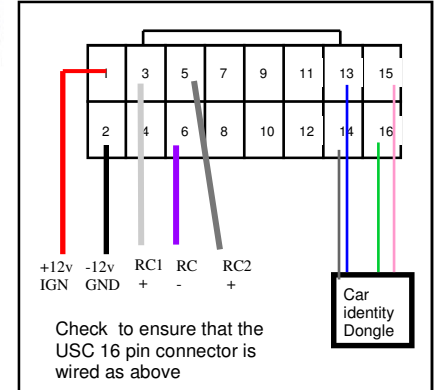 1 3 5 7 9 11 13 15
2 4 6 8 10 12 14 16
+12v -12v RC1 RC RC2
IGN GND + - +
Car
identity
Dongle
Check to ensure that the
USC 16 pin connector is
wired as above